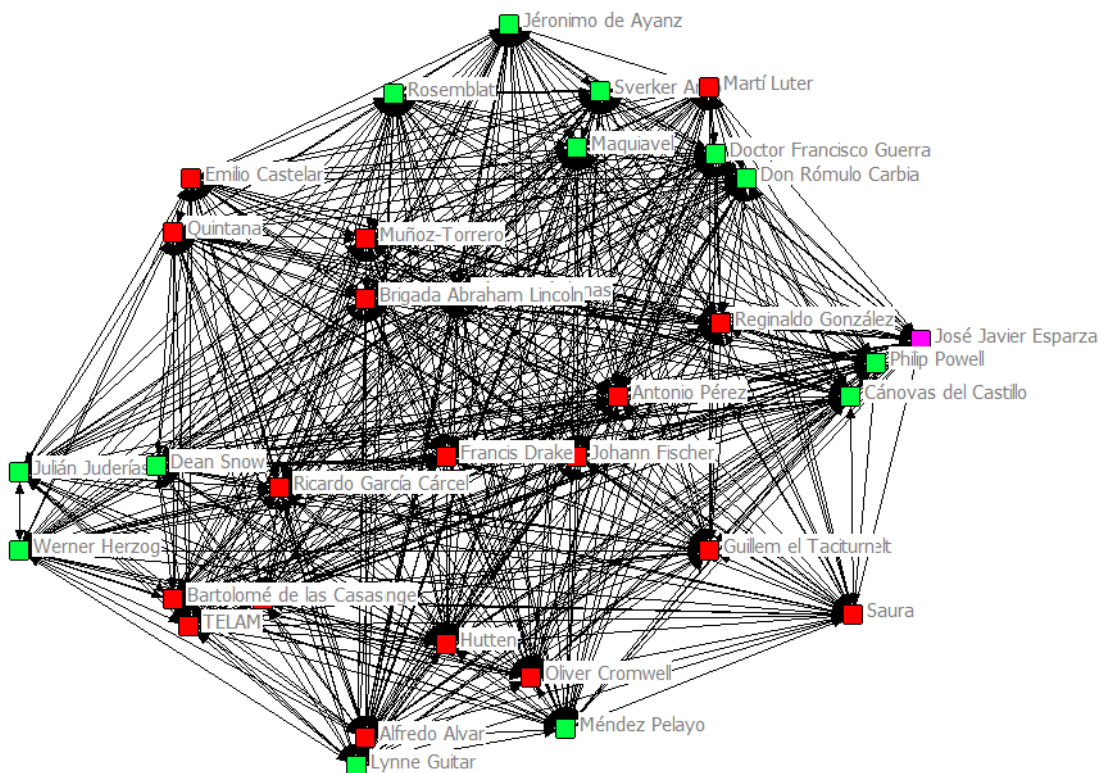 Jéronimo de Ayanz
Rosemblat
Sverker
Martí Luter
Maquiavel
Doctor Francisco Guerra
Don Rómulo Carbia
Emilio Castelar
Quintana
Muñoz-Torrero
Brigada Abraham Lincoln
Reginaldo González
José Javier Esparza
Philip Powell
Antonio Pérez
Cánovas del Castillo
Francis Drake
Johann Fischer
Julián Juderías
Dean Snow
Ricardo García Cárcel
Werner Herzog
Guillem el Taciturn
Bartolomé de las Casas
Saura
TELAM
Hutten
Oliver Cromwell
Alfredo Alvar
Méndez Pelayo
Lynne Guitar